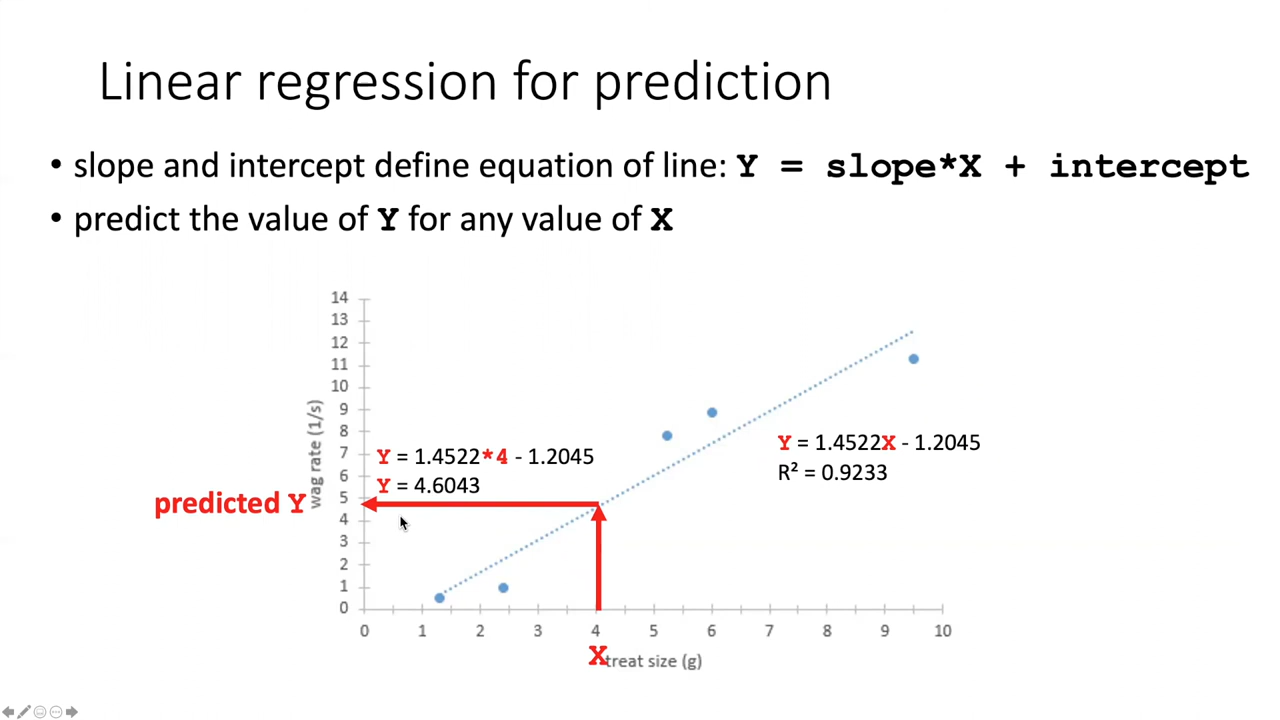 Linear regression for prediction
• slope and intercept define equation of line: Y = slope*X + intercept
• predict the value of Y for any value of X
14
13
12
11
10
9
8
7
6
5
4
3
2
1
0
wag rate (1/s)
Y = 1.4522*4 - 1.2045
Y = 4.6043
predicted Y
Y = 1.4522X - 1.2045
R² = 0.9233
0 1 2 3 4 5 6 7 8 9 10
X
treat size (g)